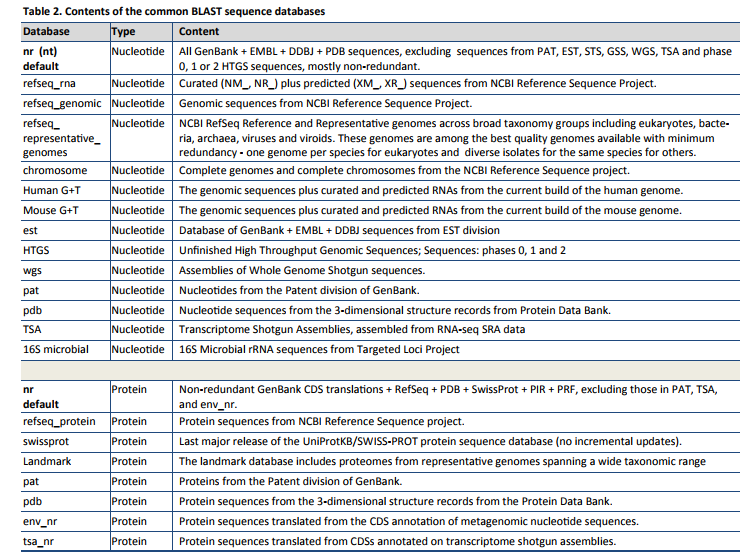 Table 2. Contents of the common BLAST sequence databases
Database Type Content
nr (nt) Nucleotide All GenBank + EMBL + DDBJ + PDB sequences, excluding sequences from PAT, EST, STS, GSS, WGS, TSA and phase
default 0, 1 or 2 HTGS sequences, mostly non-redundant.
refseq_rna Nucleotide Curated (NM_, NR_) plus predicted (XM_, XR_) sequences from NCBI Reference Sequence Project.
refseq_genomic Nucleotide Genomic sequences from NCBI Reference Sequence Project.
refseq_ Nucleotide NCBI RefSeq Reference and Representative genomes across broad taxonomy groups including eukaryotes, bacte-
representative_ ria, archaea, viruses and viroids. These genomes are among the best quality genomes available with minimum
genomes redundancy - one genome per species for eukaryotes and diverse isolates for the same species for others.
chromosome Nucleotide Complete genomes and complete chromosomes from the NCBI Reference Sequence project.
Human G+T Nucleotide The genomic sequences plus curated and predicted RNAs from the current build of the human genome.
Mouse G+T Nucleotide The genomic sequences plus curated and predicted RNAs from the current build of the mouse genome.
est Nucleotide Database of GenBank + EMBL + DDBJ sequences from EST division
HTGS Nucleotide Unfinished High Throughput Genomic Sequences; Sequences: phases 0, 1 and 2
wgs Nucleotide Assemblies of Whole Genome Shotgun sequences.
pat Nucleotide Nucleotides from the Patent division of GenBank.
pdb Nucleotide Nucleotide sequences from the 3-dimensional structure records from Protein Data Bank.
TSA Nucleotide Transcriptome Shotgun Assemblies, assembled from RNA-seq SRA data
16S microbial Nucleotide 16S Microbial rRNA sequences from Targeted Loci Project
nr Protein Non-redundant GenBank CDS translations + RefSeq + PDB + SwissProt + PIR + PRF, excluding those in PAT, TSA,
default and env_nr.
refseq_protein Protein Protein sequences from NCBI Reference Sequence project.
swissprot Protein Last major release of the UniProtKB/SWISS-PROT protein sequence database (no incremental updates).
Landmark Protein The landmark database includes proteomes from representative genomes spanning a wide taxonomic range
pat Protein Proteins from the Patent division of GenBank.
pdb Protein Protein sequences from the 3-dimensional structure records from the Protein Data Bank.
env_nr Protein Protein sequences translated from the CDS annotation of metagenomic nucleotide sequences.
tsa_nr Protein Protein sequences translated from CDSs annotated on transcriptome shotgun assemblies.